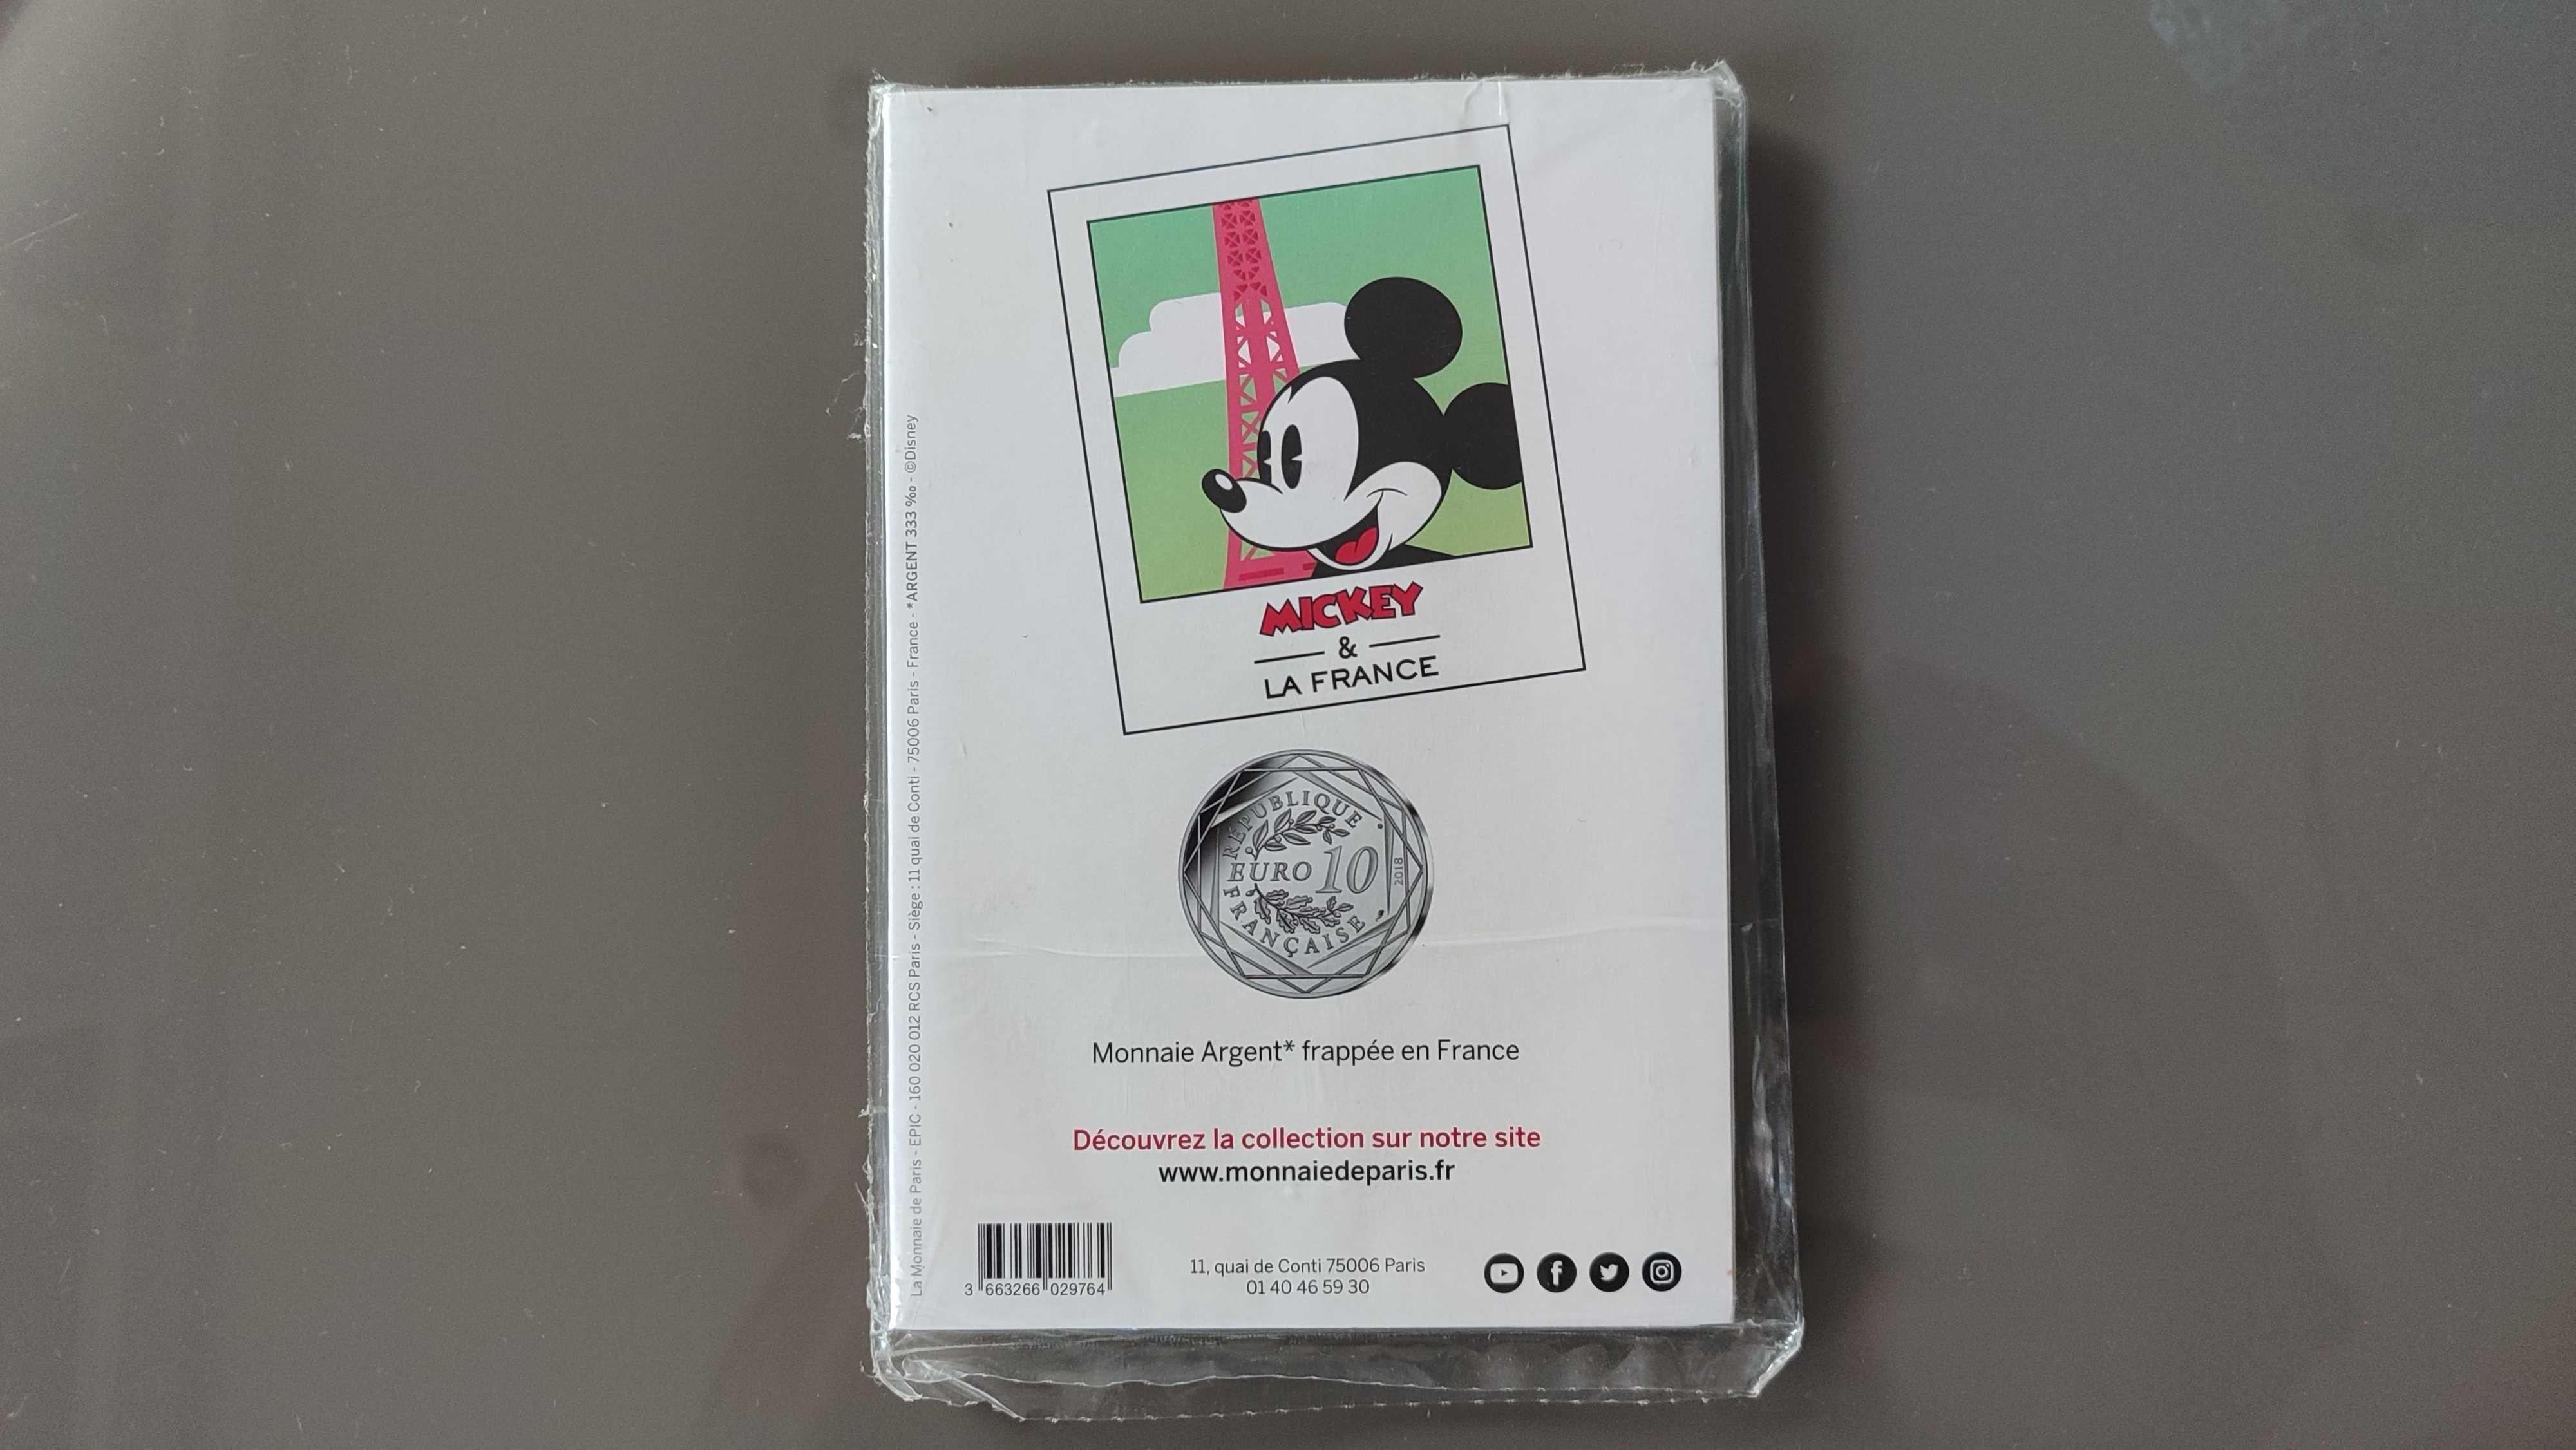 MICKEY
&
LA FRANCE
RÉPUBLIQUE
EURO 10
2018
FRANÇAISE
Monnaie Argent* frappée en France
Découvrez la collection sur notre site
www.monnaiedeparis.fr
3 663266 029764
11, quai de Conti 75006 Paris
01 40 46 59 30
La Monnaie de Paris - EPIC - 160 020 012 RCS Paris - Siège : 11 quai de Conti - 75006 Paris - France - *ARGENT 333 ‰ - ©Disney